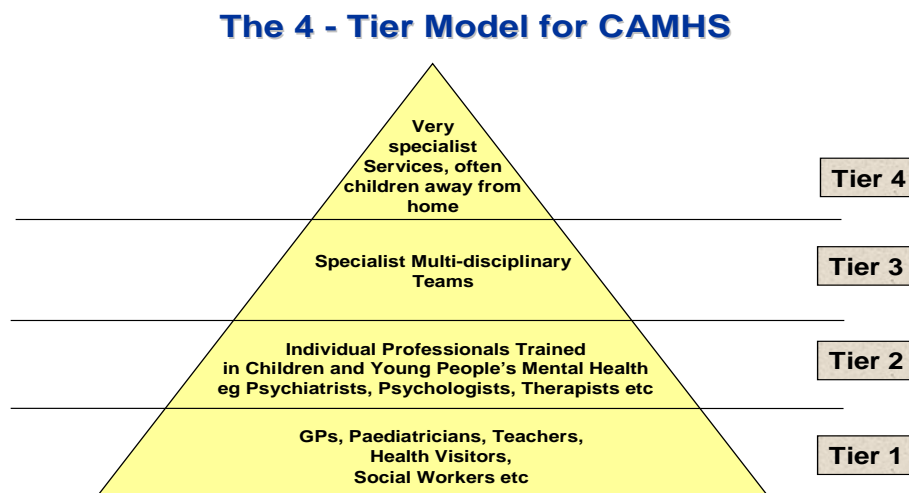 The 4 - Tier Model for CAMHS
Very
specialist
Services, often
children away from
home
Tier 4
Specialist Multi-disciplinary
Teams
Tier 3
Individual Professionals Trained
in Children and Young People's Mental Health
eg Psychiatrists, Psychologists, Therapists etc
Tier 2
GPs, Paediatricians, Teachers,
Health Visitors,
Social Workers etc
Tier 1